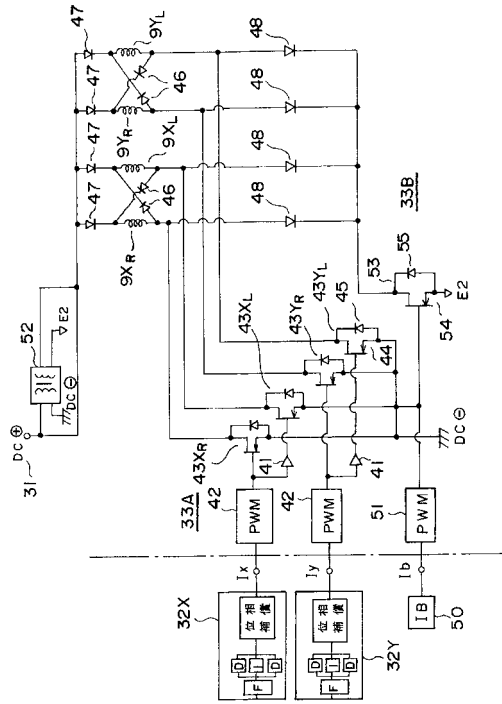 47
47
47
47
9YL
46
9YR
9XL
46
9XR
48
48
48
48
52
E2
DC⊖
DC⊕
31
33B
53
55
54
E2
43YL
45
44
43YR
43XL
43XR
41
41
33A
42
PWM
42
PWM
51
PWM
DC⊖
Ix
Iy
Ib
32X
位相
補償
D
I
D
F
32Y
位相
補償
D
I
D
F
IB
50